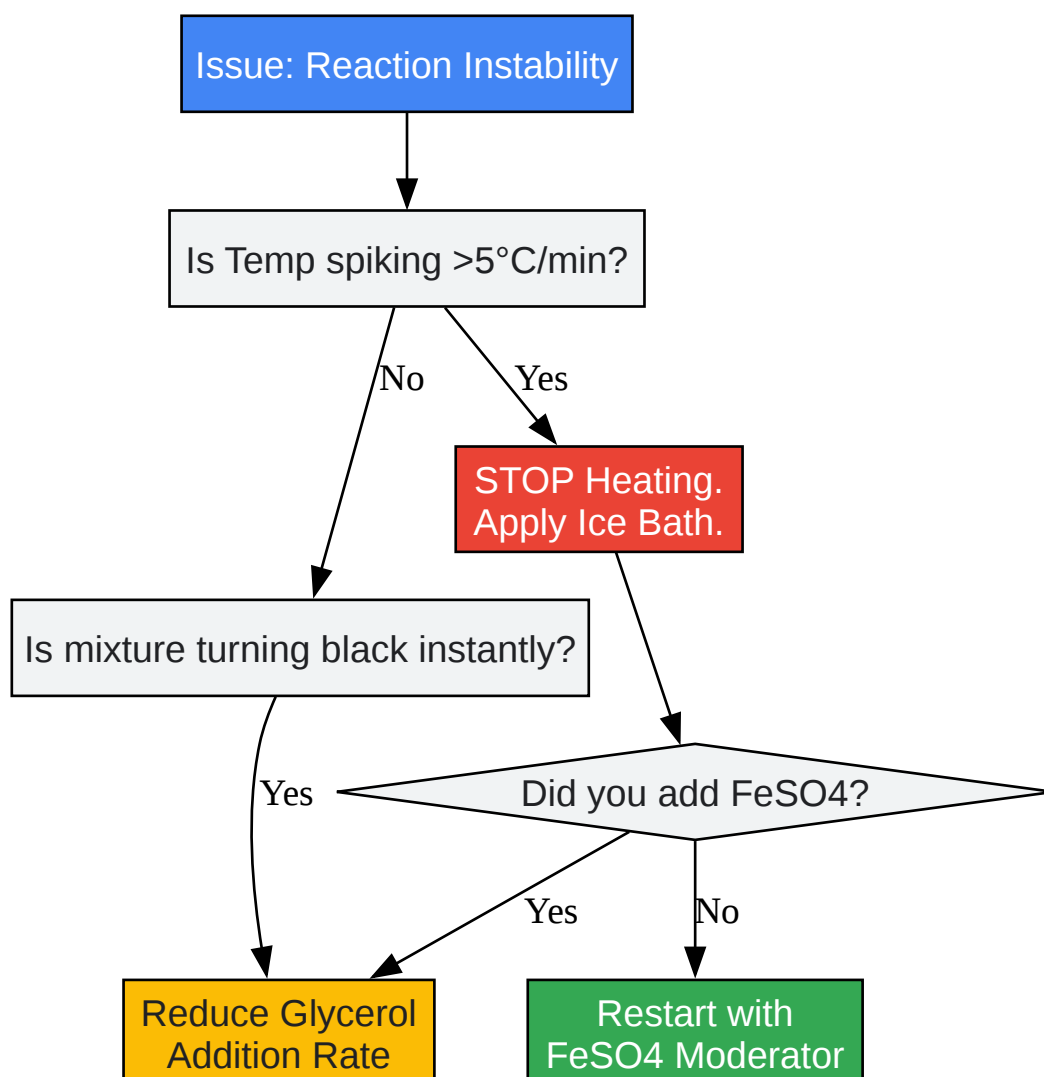 Issue: Reaction Instability
Is Temp spiking >5°C/min?
No
Yes
STOP Heating.
Apply Ice Bath.
Is mixture turning black instantly?
Yes
Did you add FeSO4?
Yes
No
Reduce Glycerol
Addition Rate
Restart with
FeSO4 Moderator